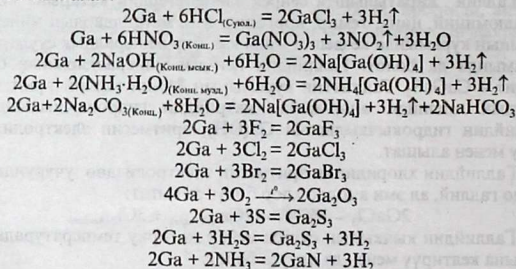 2Ga + 6HCl(Суюл.) = 2GaCl₃ + 3H₂↑
Ga + 6HNO₃(Конц.) = Ga(NO₃)₃ + 3NO₂↑+3H₂O
2Ga + 2NaOH(Конц. ысык.) +6H₂O = 2Na[Ga(OH)₄] + 3H₂↑
2Ga + 2(NH₃·H₂O)(Конц. муз.) +6H₂O = 2NH₄[Ga(OH)₄] + 3H₂↑
2Ga+2Na₂CO₃(Конц.)+8H₂O = 2Na[Ga(OH)₄] +3H₂↑+2NaHCO₃
2Ga + 3F₂ = 2GaF₃
2Ga + 3Cl₂ = 2GaCl₃
2Ga + 3Br₂ = 2GaBr₃
4Ga + 3O₂ —t°→ 2Ga₂O₃
2Ga + 3S = Ga₂S₃
2Ga + 3H₂S = Ga₂S₃ + 3H₂
2Ga + 2NH₃ = 2GaN + 3H₂